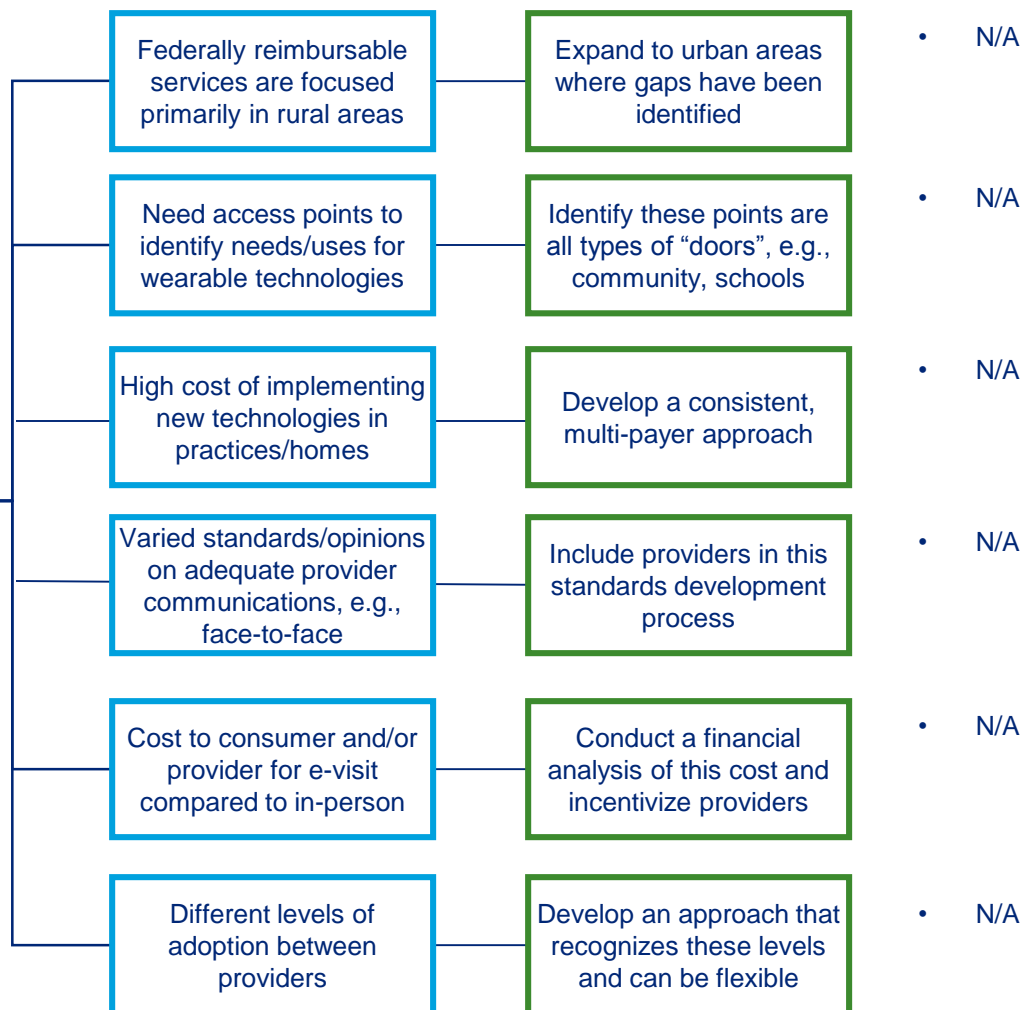 Federally reimbursable
services are focused
primarily in rural areas
Expand to urban areas
where gaps have been
identified
• N/A
Need access points to
identify needs/uses for
wearable technologies
Identify these points are
all types of “doors”, e.g.,
community, schools
• N/A
High cost of implementing
new technologies in
practices/homes
Develop a consistent,
multi-payer approach
• N/A
Varied standards/opinions
on adequate provider
communications, e.g.,
face-to-face
Include providers in this
standards development
process
• N/A
Cost to consumer and/or
provider for e-visit
compared to in-person
Conduct a financial
analysis of this cost and
incentivize providers
• N/A
Different levels of
adoption between
providers
Develop an approach that
recognizes these levels
and can be flexible
• N/A